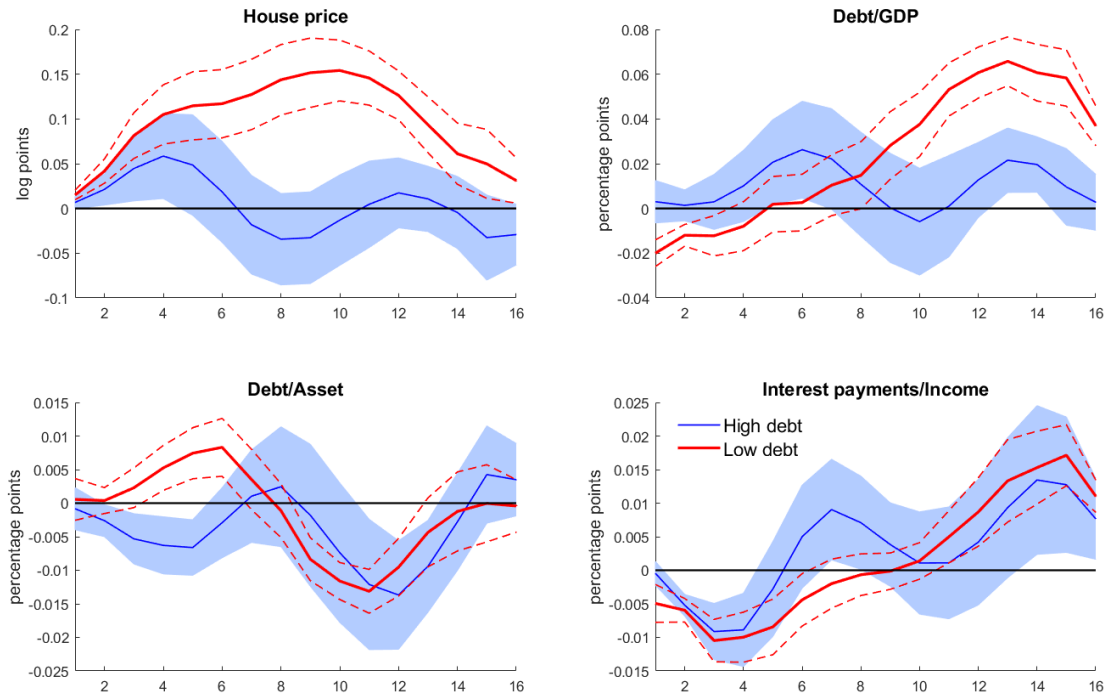 House price
log points
0.2
0.15
0.1
0.05
0
-0.05
-0.1
2 4 6 8 10 12 14 16
Debt/GDP
percentage points
0.08
0.06
0.04
0.02
0
-0.02
-0.04
2 4 6 8 10 12 14 16
Debt/Asset
percentage points
0.015
0.01
0.005
0
-0.005
-0.01
-0.015
-0.02
-0.025
2 4 6 8 10 12 14 16
Interest payments/Income
percentage points
0.025
0.02
0.015
0.01
0.005
0
-0.005
-0.01
-0.015
High debt
Low debt
2 4 6 8 10 12 14 16